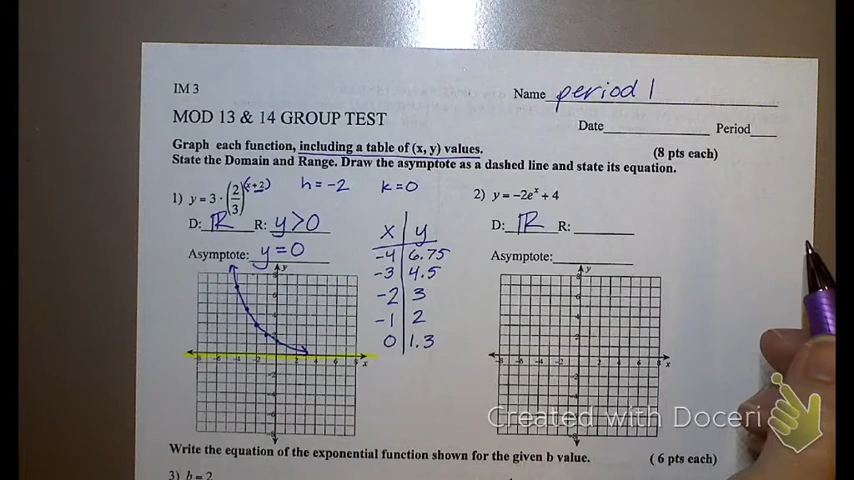 IM 3
Name period 1
MOD 13 & 14 GROUP TEST
Date Period
Graph each function, including a table of (x, y) values. (8 pts each)
State the Domain and Range. Draw the asymptote as a dashed line and state its equation.
1) y = 3 · (2/3)^(x+2) h = -2 k = 0
D: ℝ R: y > 0
Asymptote: y = 0
x y
-4 6.75
-3 4.5
-2 3
-1 2
0 1.3
2) y = -2e^x + 4
D: ℝ R:
Asymptote:
Created with Doceri
Write the equation of the exponential function shown for the given b value. ( 6 pts each)
3) b = 2